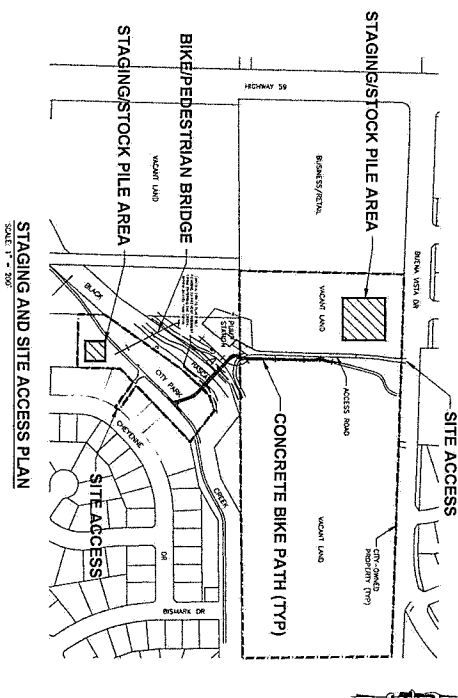 STAGING/STOCK PILE AREA
BUENA VISTA DR
SITE ACCESS
HIGHWAY 59
BUSINESS/RETAIL
VACANT LAND
ACCESS ROAD
CITY-OWNED
PROPERTY (TYP)
VACANT LAND
CONCRETE BIKE PATH (TYP)
BIKE/PEDESTRIAN BRIDGE
VACANT LAND
STAGING/STOCK PILE AREA
PUMP
STATION
BLACK
CITY PARK
CREEK
CHEYENNE
DR
BISMARK DR
SITE ACCESS
STAGING AND SITE ACCESS PLAN
SCALE: 1" = 200'